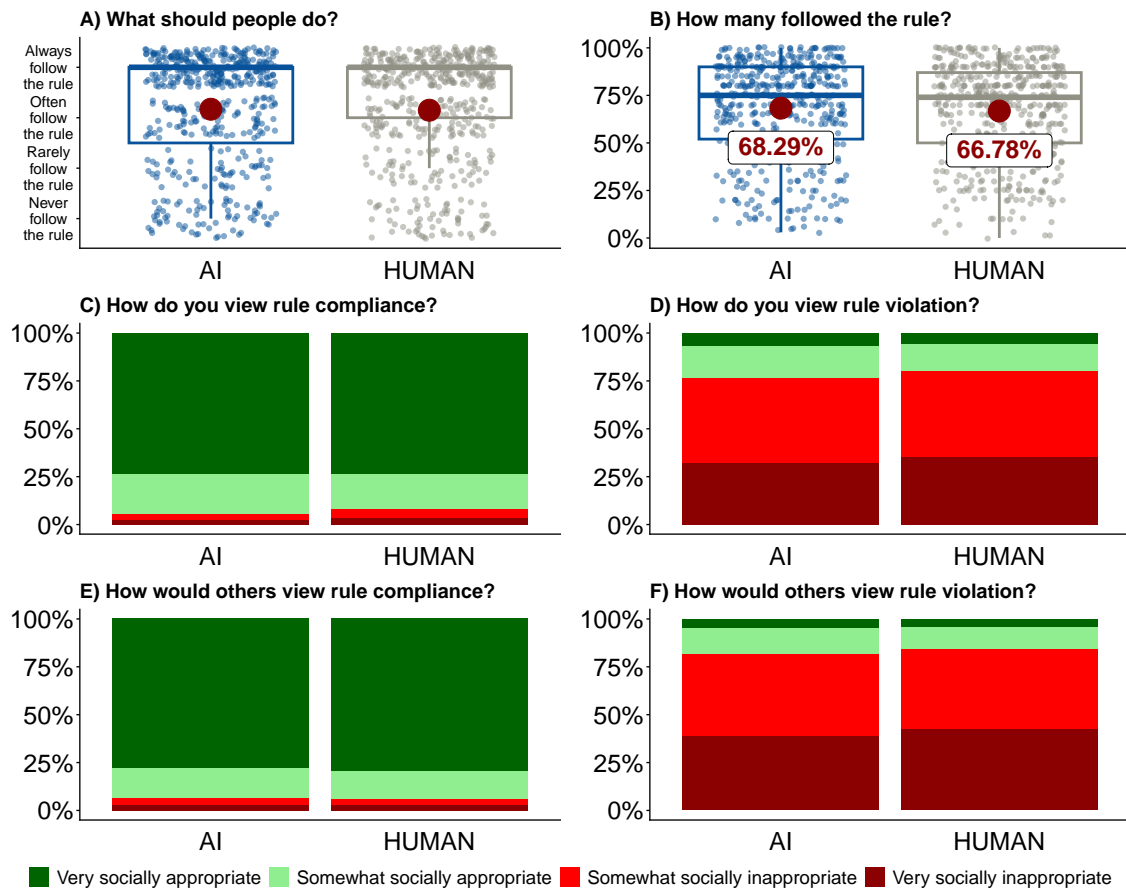 A) What should people do?
Always
follow
the rule
Often
follow
the rule
Rarely
follow
the rule
Never
follow
the rule
AI
HUMAN
B) How many followed the rule?
100%
75%
50%
25%
0%
68.29%
66.78%
AI
HUMAN
C) How do you view rule compliance?
100%
75%
50%
25%
0%
AI
HUMAN
D) How do you view rule violation?
100%
75%
50%
25%
0%
AI
HUMAN
E) How would others view rule compliance?
100%
75%
50%
25%
0%
AI
HUMAN
F) How would others view rule violation?
100%
75%
50%
25%
0%
AI
HUMAN
Very socially appropriate
Somewhat socially appropriate
Somewhat socially inappropriate
Very socially inappropriate